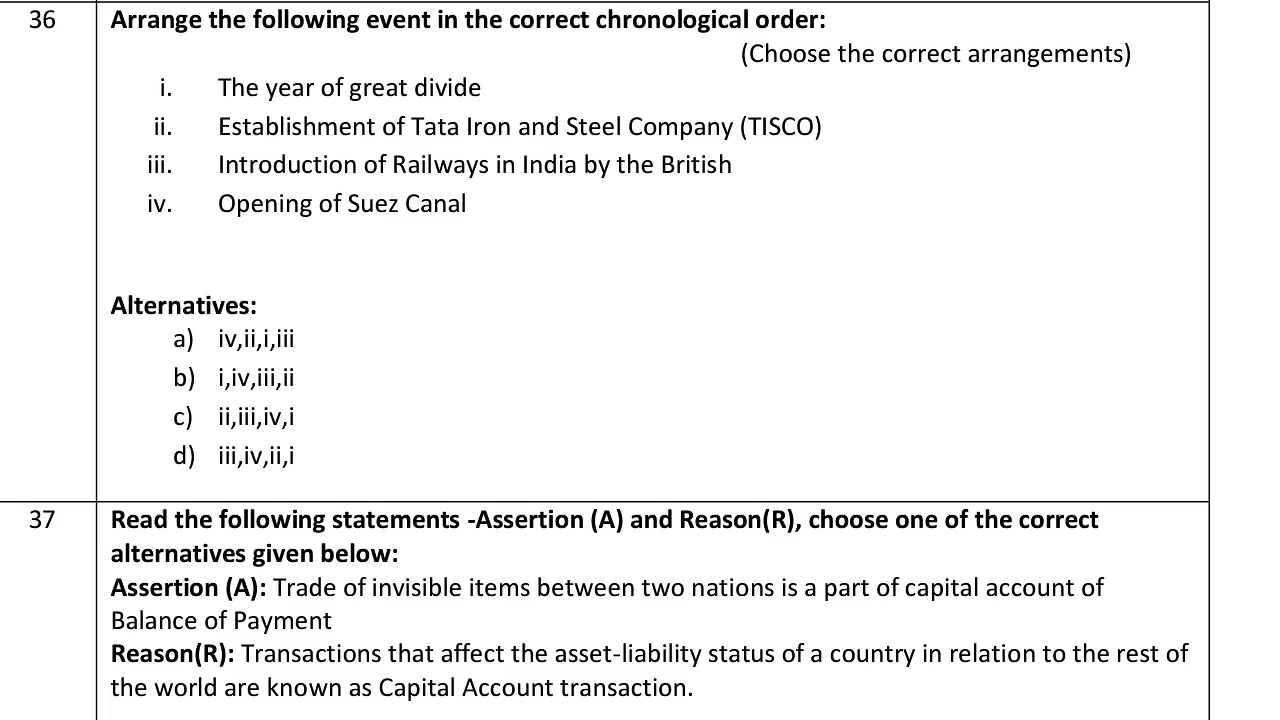 36 Arrange the following event in the correct chronological order:
(Choose the correct arrangements)
i. The year of great divide
ii. Establishment of Tata Iron and Steel Company (TISCO)
iii. Introduction of Railways in India by the British
iv. Opening of Suez Canal
Alternatives:
a) iv,ii,i,iii
b) i,iv,iii,ii
c) ii,iii,iv,i
d) iii,iv,ii,i
37 Read the following statements -Assertion (A) and Reason(R), choose one of the correct
alternatives given below:
Assertion (A): Trade of invisible items between two nations is a part of capital account of
Balance of Payment
Reason(R): Transactions that affect the asset-liability status of a country in relation to the rest of
the world are known as Capital Account transaction.